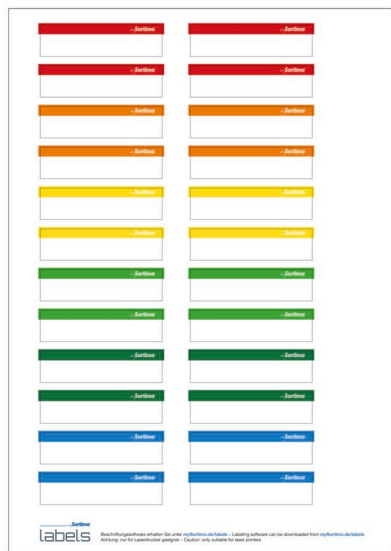 Sortimo Sortimo
Sortimo Sortimo
Sortimo Sortimo
Sortimo Sortimo
Sortimo Sortimo
Sortimo Sortimo
Sortimo Sortimo
Sortimo Sortimo
Sortimo Sortimo
Sortimo Sortimo
Sortimo Sortimo
Sortimo Sortimo
Sortimo
labels
Beschriftungssoftware erhalten Sie unter mySortimo.de/labels – Labeling software can be downloaded from mySortimo.de/labels
Achtung: nur für Laserdrucker geeignet – Caution: only suitable for laser printers